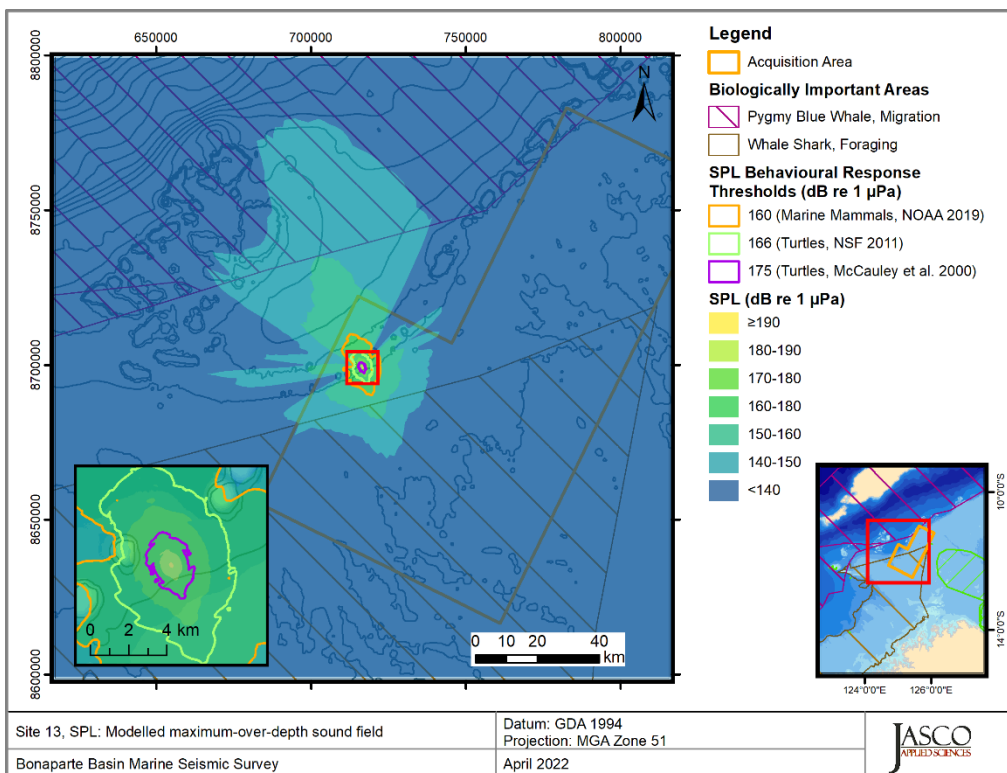 650000 700000 750000 800000
8800000
8750000
8700000
8650000
8600000
N
0 2 4 km
0 10 20 40
km
Legend
Acquisition Area
Biologically Important Areas
Pygmy Blue Whale, Migration
Whale Shark, Foraging
SPL Behavioural Response
Thresholds (dB re 1 µPa)
160 (Marine Mammals, NOAA 2019)
166 (Turtles, NSF 2011)
175 (Turtles, McCauley et al. 2000)
SPL (dB re 1 µPa)
≥190
180-190
170-180
160-180
150-160
140-150
<140
10°0'0"S
14°0'0"S
124°0'0"E 126°0'0"E
Site 13, SPL: Modelled maximum-over-depth sound field
Bonaparte Basin Marine Seismic Survey
Datum: GDA 1994
Projection: MGA Zone 51
April 2022
JASCO
APPLIED SCIENCES